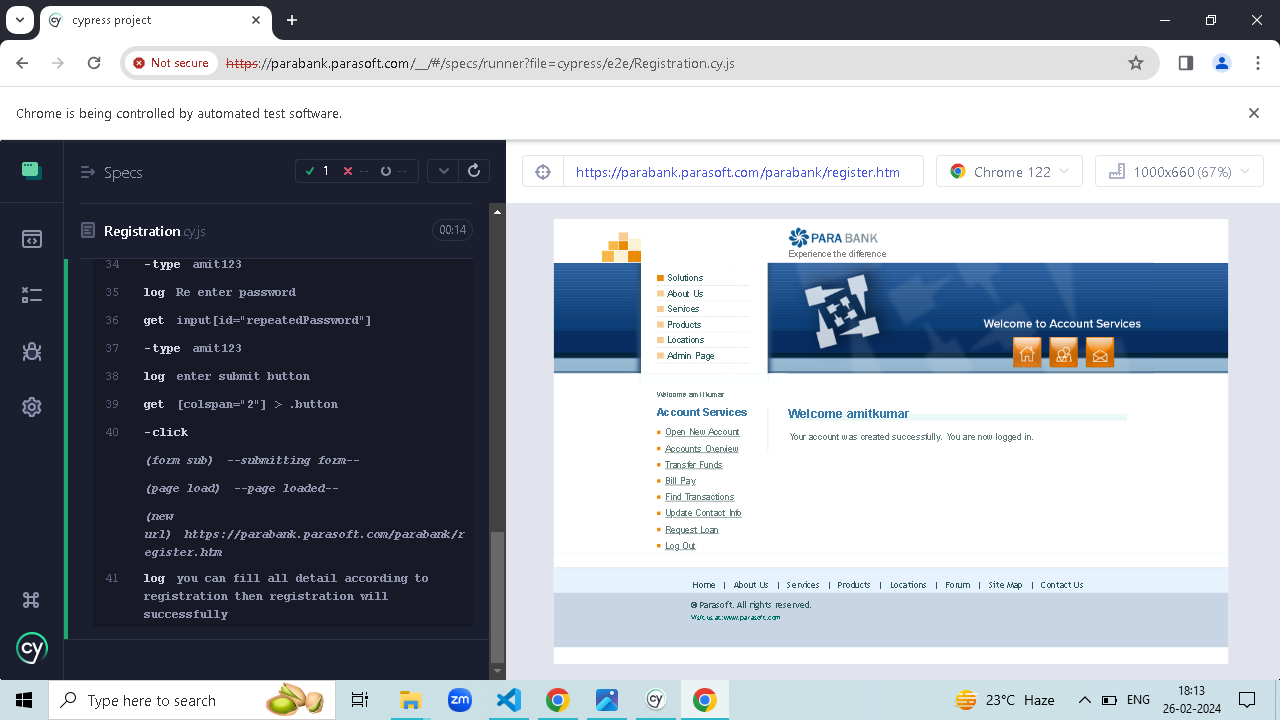 cypress project
Not secure
https://parabank.parasoft.com/__/#/specs/runner?file=cypress/e2e/Registration.cy.js
Chrome is being controlled by automated test software.
Specs
1 -- --
Registration cy.js
00:14
34 -type amit123
35 log Re enter password
36 get input[id="repeatedPassword"]
37 -type amit123
38 log enter submit button
39 get [colspan="2"] > .button
40 -click
(form sub) --submitting form--
(page load) --page loaded--
(new
url) https://parabank.parasoft.com/parabank/r
egister.htm
41 log you can fill all detail according to
registration then registration will
successfully
cy
https://parabank.parasoft.com/parabank/register.htm
Chrome 122
1000x660 (67%)
PARA BANK
Experience the difference
Solutions
About Us
Services
Products
Locations
Admin Page
Welcome to Account Services
Welcome amit kumar
Account Services
Open New Account
Accounts Overview
Transfer Funds
Bill Pay
Find Transactions
Update Contact Info
Request Loan
Log Out
Welcome amitkumar
Your account was created successfully. You are now logged in.
Home | About Us | Services | Products | Locations | Forum | Site Map | Contact Us
© Parasoft. All rights reserved.
Visit us at:www.parasoft.com
Type here to search
zm
cy
23°C Haze
ENG
18:13
26-02-2024